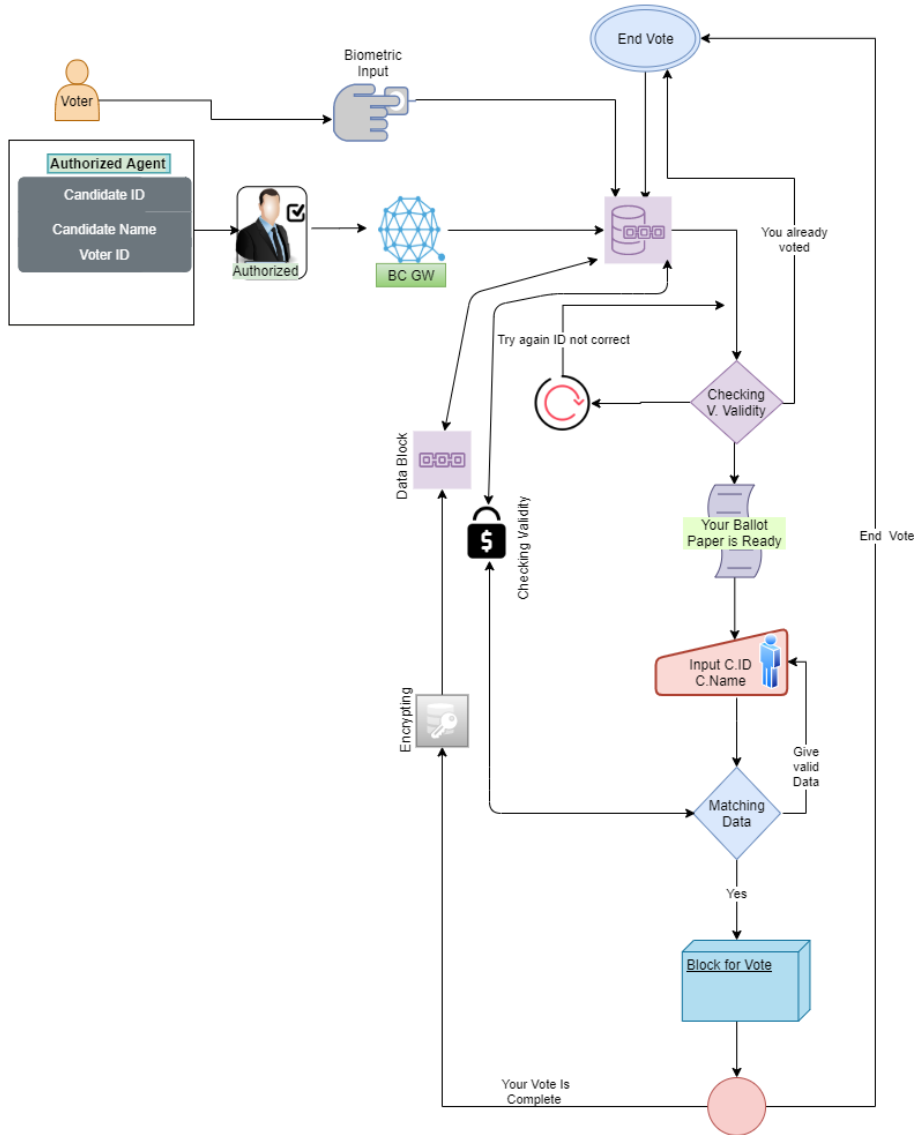 End Vote
Biometric
Input
Voter
Authorized Agent
Candidate ID
Candidate Name
Voter ID
Authorized
BC GW
You already
voted
Try again ID not correct
Checking
V. Validity
Data Block
$
Checking Validity
Your Ballot
Paper is Ready
End Vote
Input C.ID
C.Name
Encrypting
Give
valid
Data
Matching
Data
Yes
Block for Vote
Your Vote Is
Complete